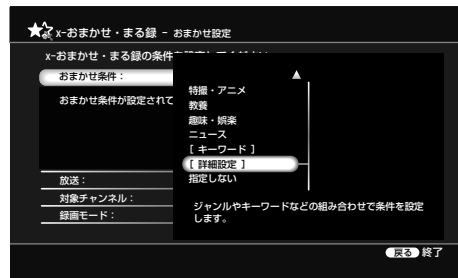 x-おまかせ・まる録 - おまかせ設定
x-おまかせ・まる録の条件
おまかせ条件：
おまかせ条件が設定されて
特撮・アニメ
教養
趣味・娯楽
ニュース
[ キーワード ]
[ 詳細設定 ]
指定しない
放送：
対象チャンネル：
録画モード：
ジャンルやキーワードなどの組み合わせで条件を設定
します。
戻る 終了